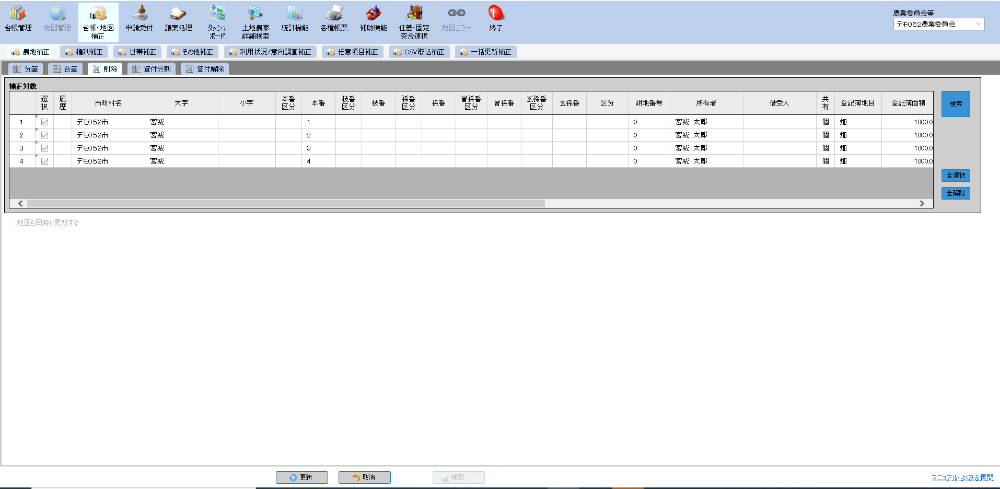 台帳管理 地図管理 台帳・地図補正 申請受付 議案処理 ダッシュボード 土地農家詳細検索 統計機能 各種帳票 補助機能 住基・固定突合連携 地図エラー 終了
農業委員会等
デモ052農業委員会
農地補正 権利補正 世帯補正 その他補正 利用状況/意向調査補正 任意項目補正 CSV取込補正 一括更新補正
分筆 合筆 削除 貸付分割 貸付解除
補正対象
選択 履歴 市町村名 大字 小字 本番区分 本番 枝番区分 枝番 孫番区分 孫番 曽孫番区分 曽孫番 玄孫番区分 玄孫番 区分 耕地番号 所有者 借受人 共有 登記簿地目 登記簿面積
検索
1 デモ052市 宮城 1 0 宮城 太郎 個 畑 1000.0
2 デモ052市 宮城 2 0 宮城 太郎 個 畑 1000.0
3 デモ052市 宮城 3 0 宮城 太郎 個 畑 1000.0
4 デモ052市 宮城 4 0 宮城 太郎 個 畑 1000.0
全選択
全解除
地図も同時に更新する
更新 取消 地図
マニュアル・よくある質問